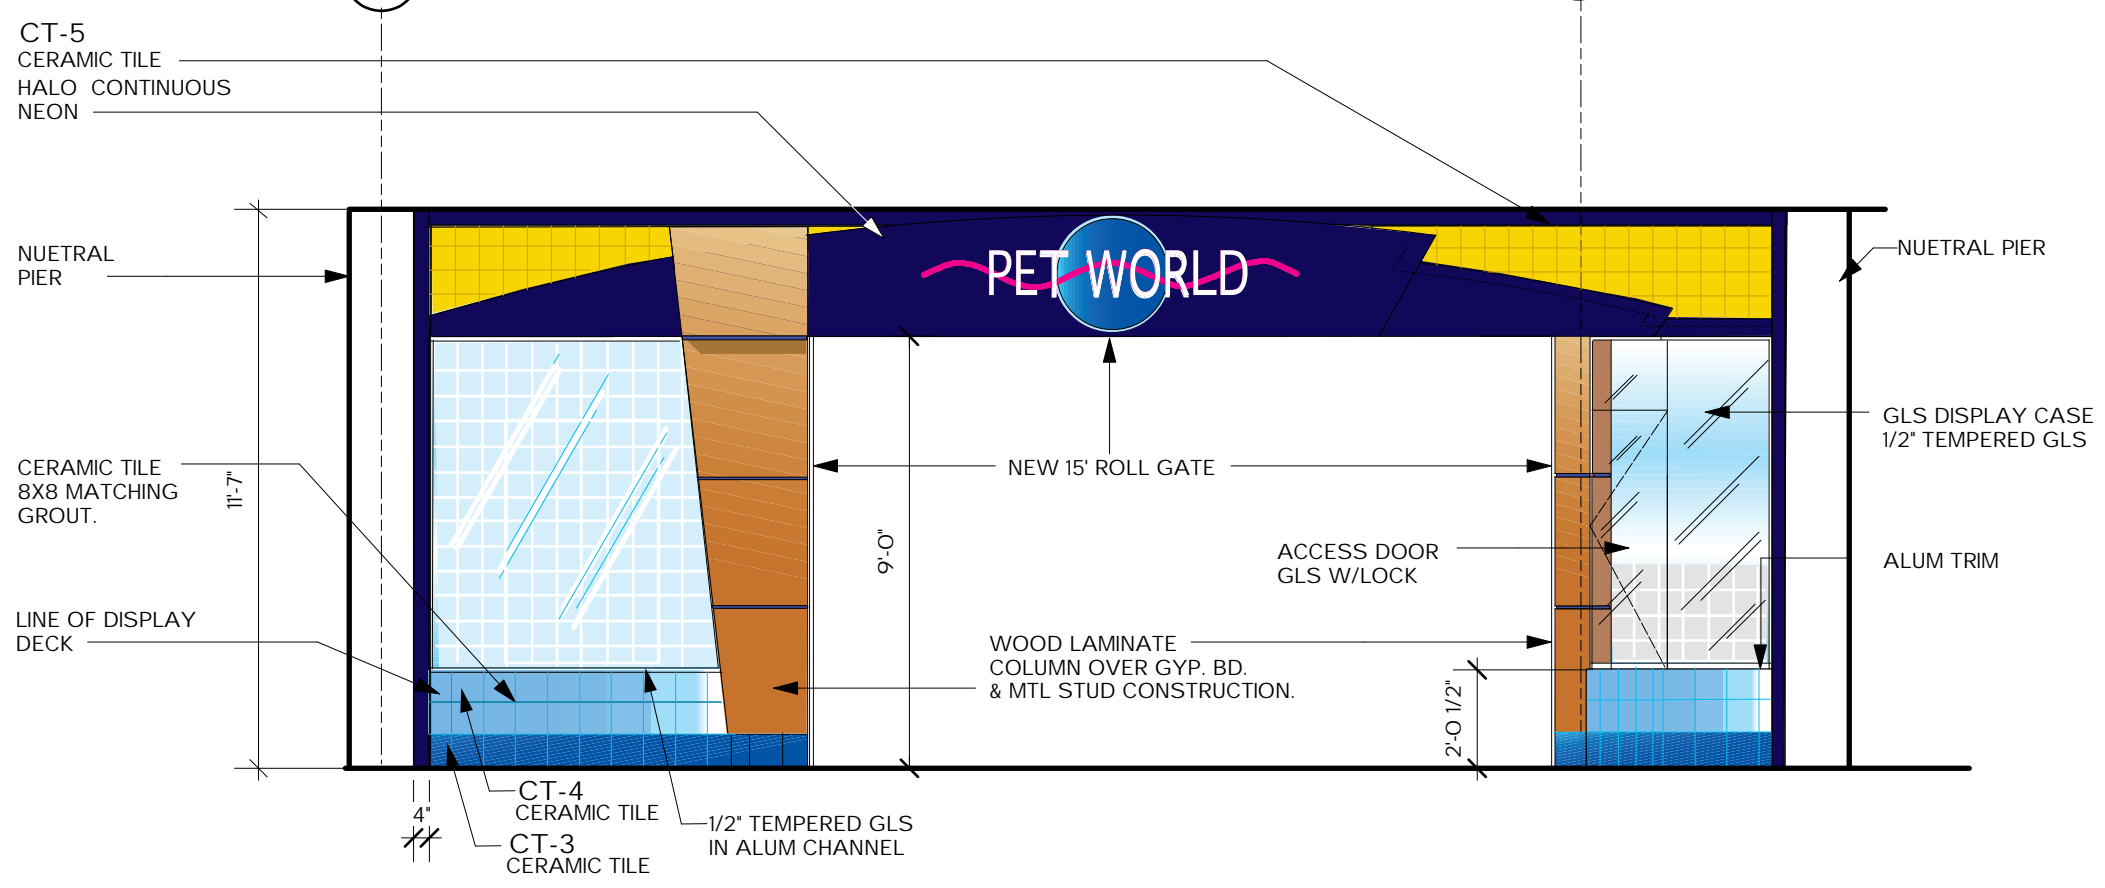 CT-5
CERAMIC TILE
HALO CONTINUOUS
NEON
NUETRAL
PIER
11'-7"
CERAMIC TILE
8X8 MATCHING
GROUT.
LINE OF DISPLAY
DECK
4"
CT-4
CERAMIC TILE
CT-3
CERAMIC TILE
1/2" TEMPERED GLS
IN ALUM CHANNEL
PET WORLD
NEW 15' ROLL GATE
9'-0"
WOOD LAMINATE
COLUMN OVER GYP. BD.
& MTL STUD CONSTRUCTION.
ACCESS DOOR
GLS W/LOCK
2'-0 1/2"
NUETRAL PIER
GLS DISPLAY CASE
1/2" TEMPERED GLS
ALUM TRIM